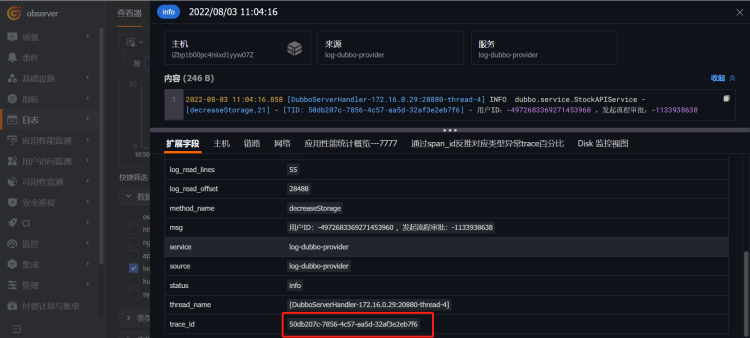 observer
场景
事件
基础设施
指标
日志
应用性能监测
用户访问监测
可用性监测
安全巡检
CI
监控
集成
管理
付费计划与账单
查看器
50
0
10:50
快捷筛选
info
2022/08/03 11:04:16
主机
iZbp1b00pc4niixd1yyw07Z
来源
log-dubbo-provider
服务
log-dubbo-provider
内容 (246 B)
收起
1
2022-08-03 11:04:16.858 [DubboServerHandler-172.16.0.29:20880-thread-4] INFO dubbo.service.StockAPIService -
[decreaseStorage,21] - [TID: 50db207c-7856-4c57-aa5d-32af3e2eb7f6] - 用户ID: -4972683369271453960 , 发起流程审批: -1133938638
扩展字段 主机 链路 网络 应用性能统计概览---7777 通过span_id反推对应类型异常trace百分比 Disk 监控视图
log_read_lines 55
log_read_offset 28488
method_name decreaseStorage
msg 用户ID: -4972683369271453960 , 发起流程审批: -1133938638
service log-dubbo-provider
source log-dubbo-provider
status info
thread_name [DubboServerHandler-172.16.0.29:20880-thread-4]
trace_id 50db207c-7856-4c57-aa5d-32af3e2eb7f6